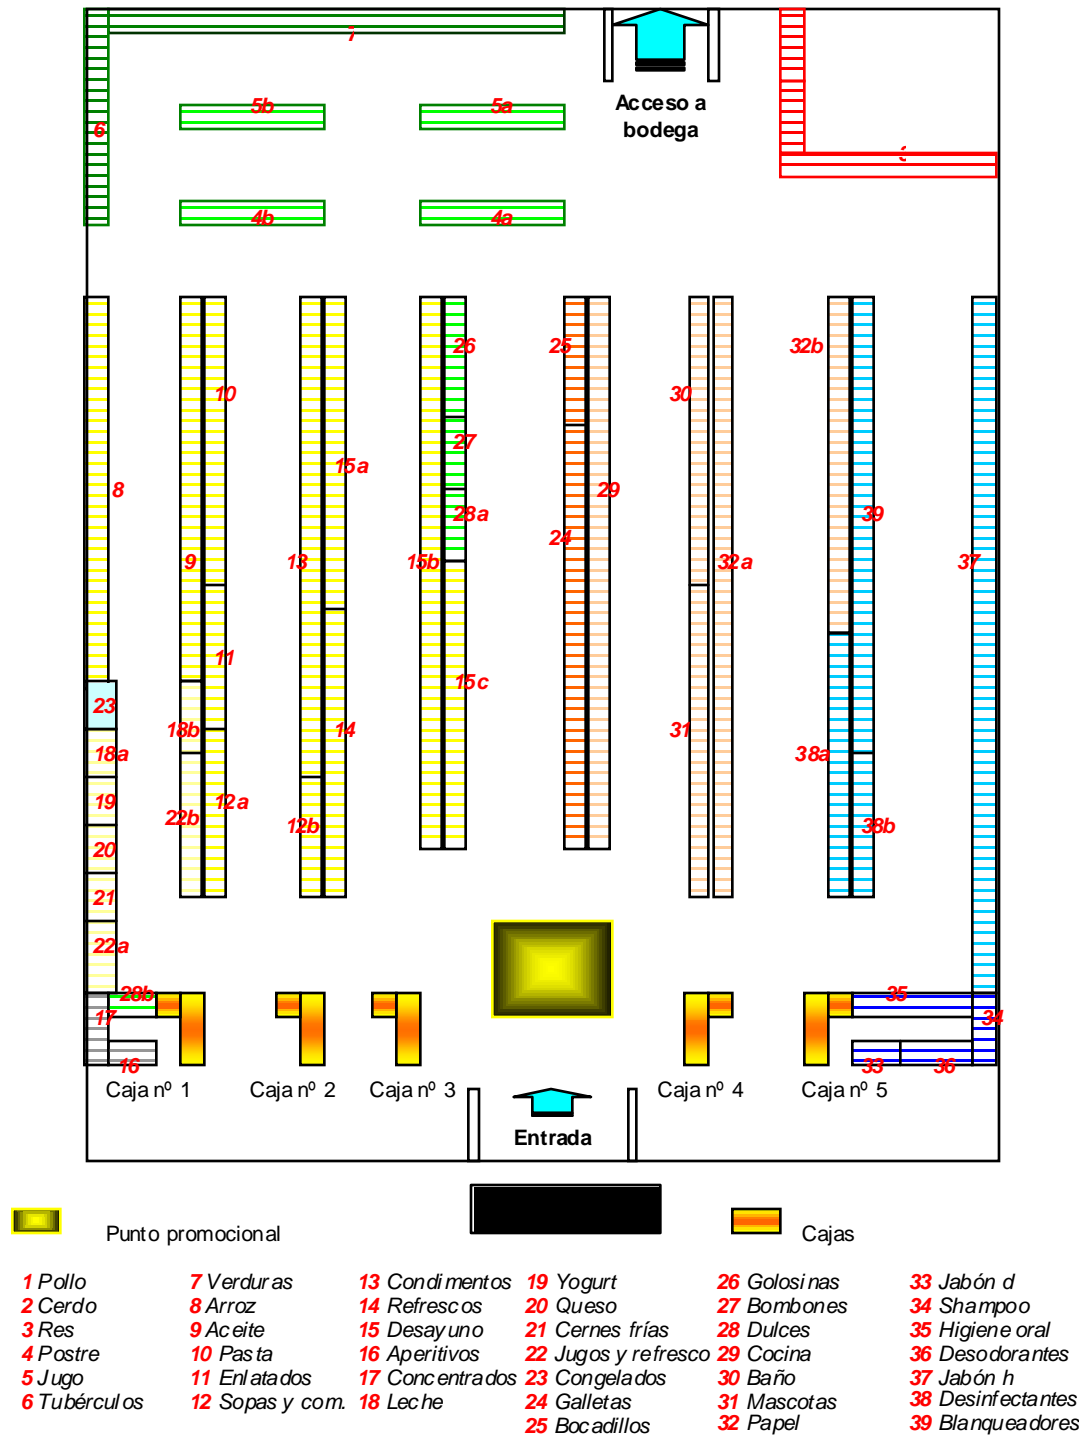 7
5b
5a
6
Acceso a
bodega
3
4b
4a
26
25
32b
10
30
27
15a
8
29
28a
39
24
9
13
15b
32a
37
11
15c
23
18b
14
31
18a
38a
19
12a
22b
12b
38b
20
21
22a
28b
35
17
34
16
33
36
Caja nº 1
Caja nº 2
Caja nº 3
Caja nº 4
Caja nº 5
Entrada
Punto promocional
Cajas
1 Pollo
2 Cerdo
3 Res
4 Postre
5 Jugo
6 Tubérculos
7 Verduras
8 Arroz
9 Aceite
10 Pasta
11 Enlatados
12 Sopas y com.
13 Condimentos
14 Refrescos
15 Desayuno
16 Aperitivos
17 Concentrados
18 Leche
19 Yogurt
20 Queso
21 Cernes frías
22 Jugos y refresco
23 Congelados
24 Galletas
25 Bocadillos
26 Golosinas
27 Bombones
28 Dulces
29 Cocina
30 Baño
31 Mascotas
32 Papel
33 Jabón d
34 Shampoo
35 Higiene oral
36 Desodorantes
37 Jabón h
38 Desinfectantes
39 Blanqueadores